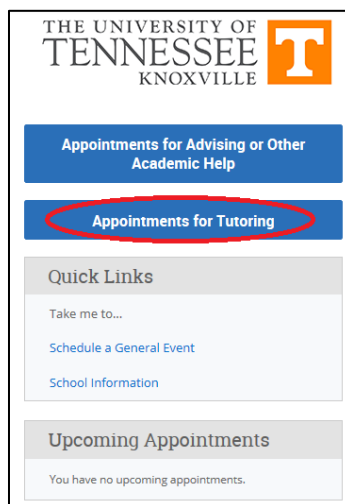 THE UNIVERSITY OF
TENNESSEE
KNOXVILLE
T
Appointments for Advising or Other
Academic Help
Appointments for Tutoring
Quick Links
Take me to...
Schedule a General Event
School Information
Upcoming Appointments
You have no upcoming appointments.